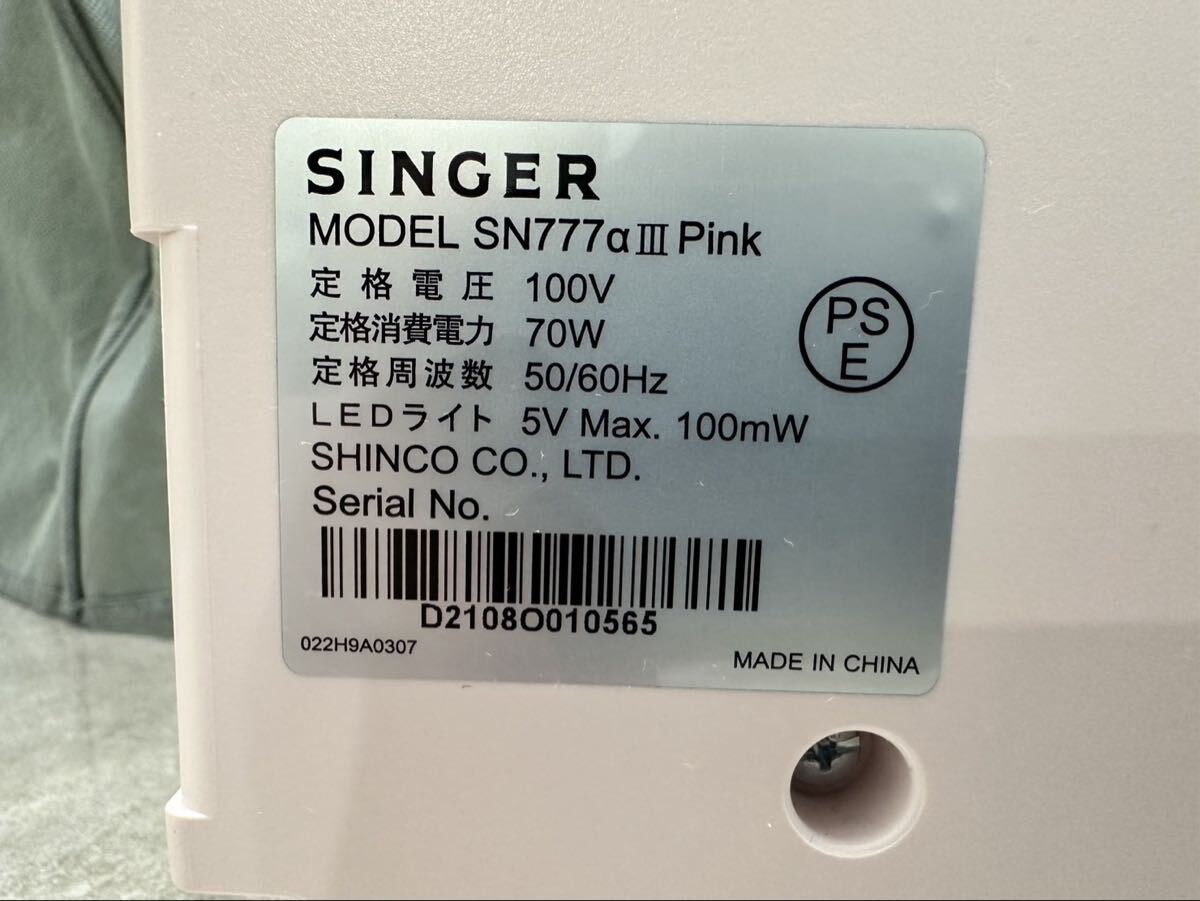 SINGER
MODEL SN777αⅢ Pink
定格電圧 100V
定格消費電力 70W
定格周波数 50/60Hz
LEDライト 5V Max. 100mW
PS
E
SHINCO CO., LTD.
Serial No.
D2108O010565
022H9A0307
MADE IN CHINA